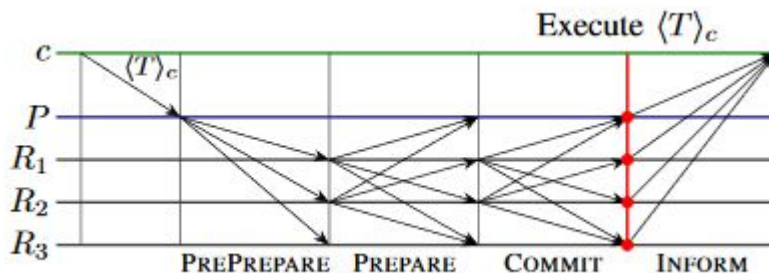 Execute ⟨T⟩c
c
⟨T⟩c
P
R1
R2
R3
PREPREPARE PREPARE COMMIT INFORM